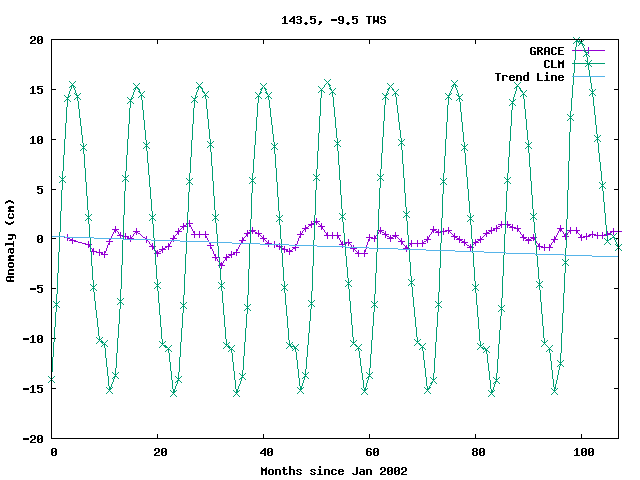 143.5, -9.5 TWS
GRACE
CLM
Trend Line
20
15
10
5
0
-5
-10
-15
-20
Anomaly (cm)
0 20 40 60 80 100
Months since Jan 2002